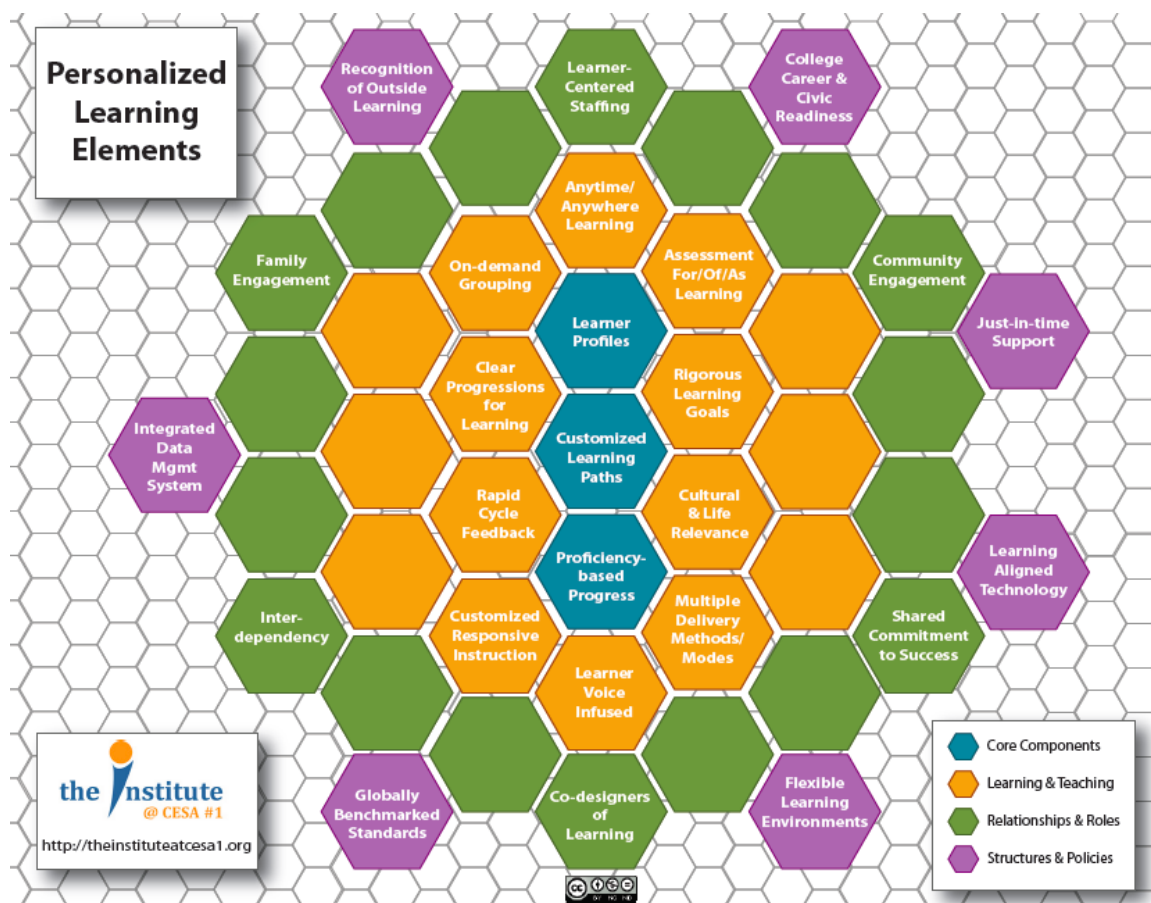 Personalized
Learning
Elements
Recognition
of Outside
Learning
Learner-
Centered
Staffing
College
Career &
Civic
Readiness
Anytime/
Anywhere
Learning
Family
Engagement
On-demand
Grouping
Assessment
For/Of/As
Learning
Community
Engagement
Learner
Profiles
Just-in-time
Support
Clear
Progressions
for
Learning
Rigorous
Learning
Goals
Integrated
Data
Mgmt
System
Customized
Learning
Paths
Rapid
Cycle
Feedback
Cultural
& Life
Relevance
Proficiency-
based
Progress
Learning
Aligned
Technology
Inter-
dependency
Customized
Responsive
Instruction
Multiple
Delivery
Methods/
Modes
Shared
Commitment
to Success
Learner
Voice
Infused
the institute
@ CESA #1
http://theinstituteatcesa1.org
Globally
Benchmarked
Standards
Co-designers
of
Learning
Flexible
Learning
Environments
Core Components
Learning & Teaching
Relationships & Roles
Structures & Policies
cc
BY NC ND